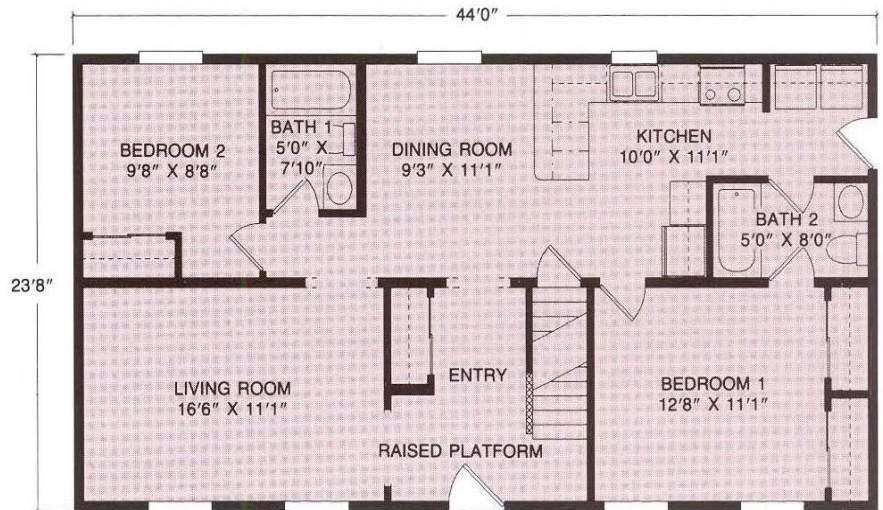 44'0"
23'8"
BEDROOM 2
9'8" X 8'8"
BATH 1
5'0" X
7'10"
DINING ROOM
9'3" X 11'1"
KITCHEN
10'0" X 11'1"
BATH 2
5'0" X 8'0"
LIVING ROOM
16'6" X 11'1"
ENTRY
RAISED PLATFORM
BEDROOM 1
12'8" X 11'1"